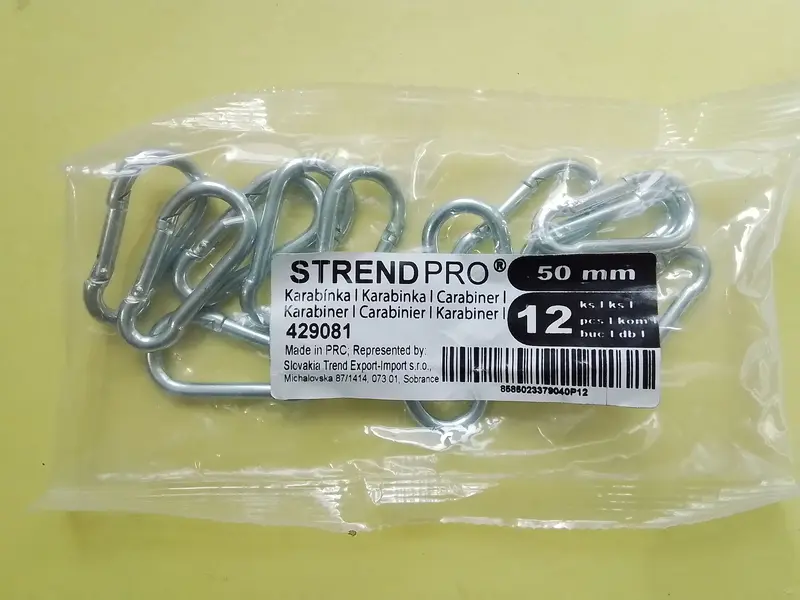 STRENDPRO®
50 mm
Karabínka | Karabinka | Carabiner |
Karabiner | Carabinier | Karabiner |
12
ks | ks |
pcs | kom |
buc | db |
429081
Made in PRC, Represented by:
Slovakia Trend Export-Import s.r.o.,
Michalovska 87/1414, 073 01, Sobrance
8585023379040P12